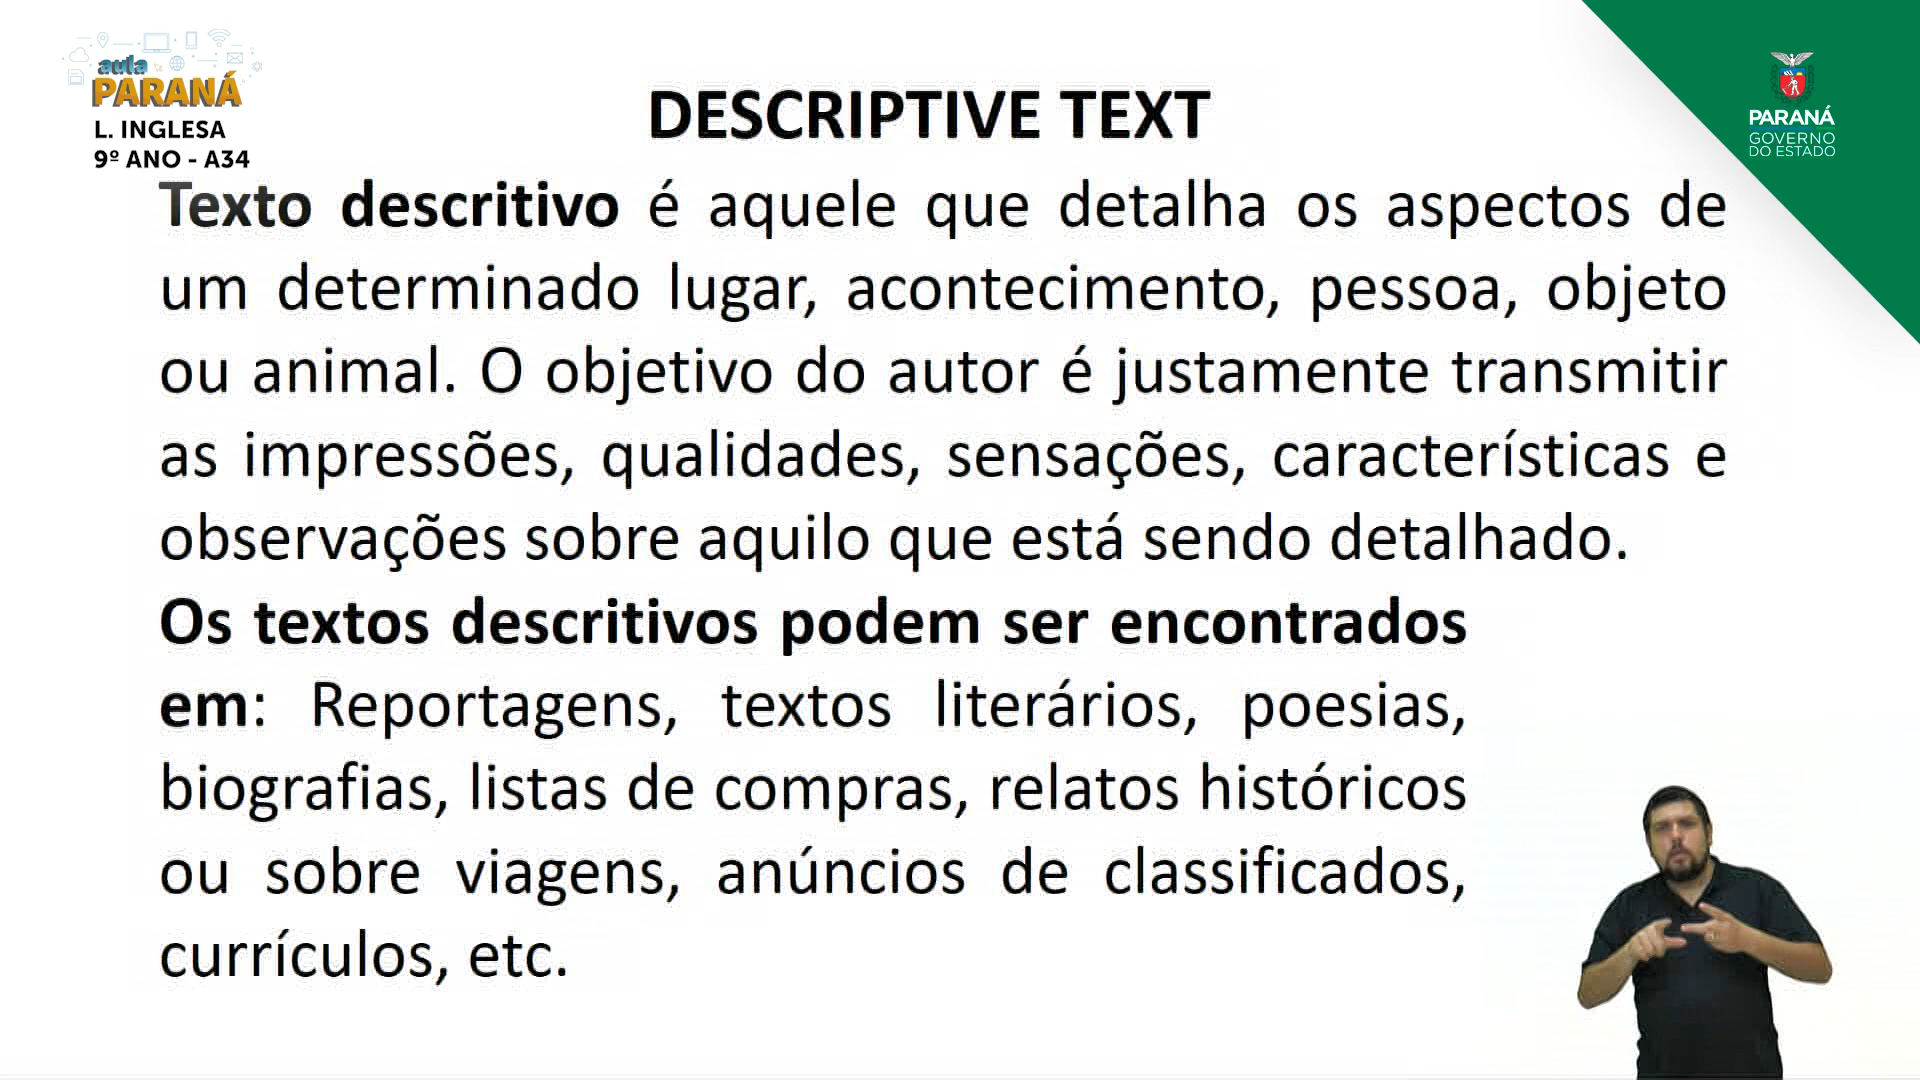 aula
PARANÁ
L. INGLESA
9º ANO - A34
PARANÁ
GOVERNO
DO ESTADO
DESCRIPTIVE TEXT
Texto descritivo é aquele que detalha os aspectos de
um determinado lugar, acontecimento, pessoa, objeto
ou animal. O objetivo do autor é justamente transmitir
as impressões, qualidades, sensações, características e
observações sobre aquilo que está sendo detalhado.
Os textos descritivos podem ser encontrados
em: Reportagens, textos literários, poesias,
biografias, listas de compras, relatos históricos
ou sobre viagens, anúncios de classificados,
currículos, etc.